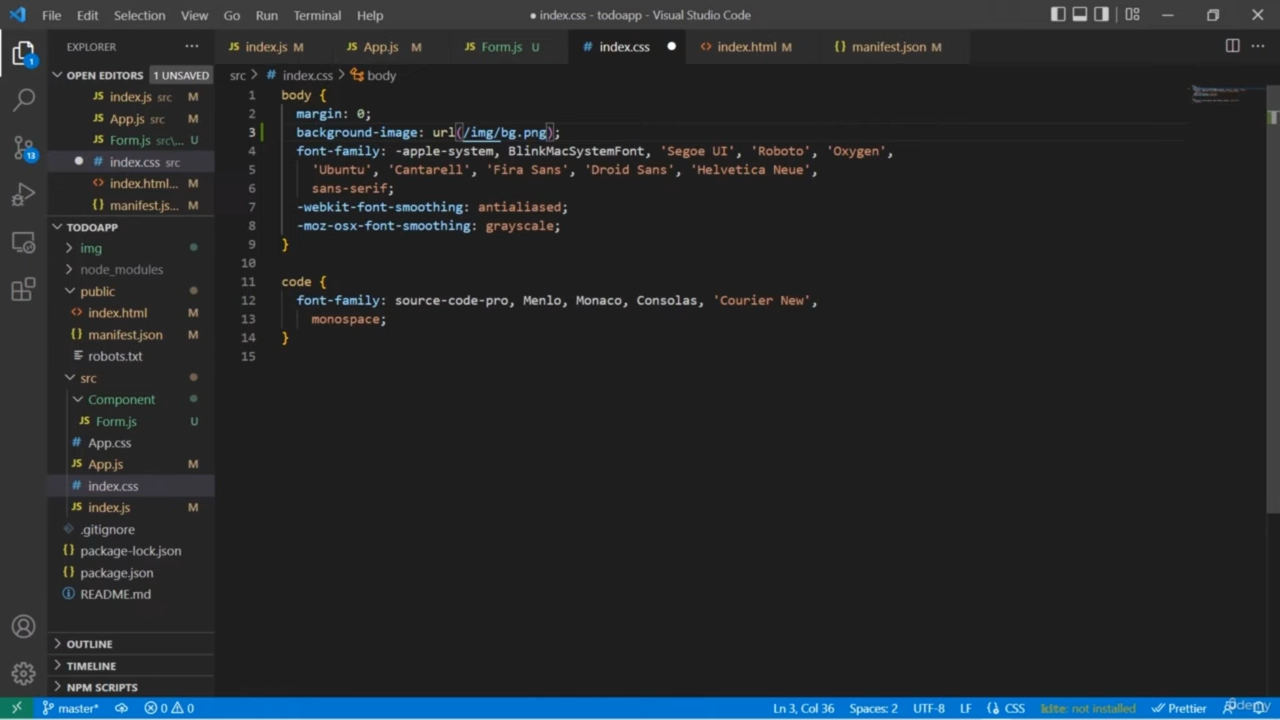 File Edit Selection View Go Run Terminal Help
● index.css - todoapp - Visual Studio Code
EXPLORER ...
JS index.js M
JS App.js M
JS Form.js U
# index.css
<> index.html M
{} manifest.json M
OPEN EDITORS 1 UNSAVED
JS index.js src M
JS App.js src M
JS Form.js src\... U
# index.css src
<> index.html... M
{} manifest.js... M
TODOAPP
img
node_modules
public
<> index.html M
{} manifest.json M
robots.txt
src
Component
JS Form.js U
# App.css
JS App.js M
# index.css
JS index.js M
.gitignore
{} package-lock.json
{} package.json
README.md
OUTLINE
TIMELINE
NPM SCRIPTS
1
13
src > # index.css > body
1 body {
2 margin: 0;
3 background-image: url(/img/bg.png);
4 font-family: -apple-system, BlinkMacSystemFont, 'Segoe UI', 'Roboto', 'Oxygen',
5 'Ubuntu', 'Cantarell', 'Fira Sans', 'Droid Sans', 'Helvetica Neue',
6 sans-serif;
7 -webkit-font-smoothing: antialiased;
8 -moz-osx-font-smoothing: grayscale;
9 }
10
11 code {
12 font-family: source-code-pro, Menlo, Monaco, Consolas, 'Courier New',
13 monospace;
14 }
15
master* 0 0
Ln 3, Col 36 Spaces: 2 UTF-8 LF {} CSS not installed Prettier
Udemy